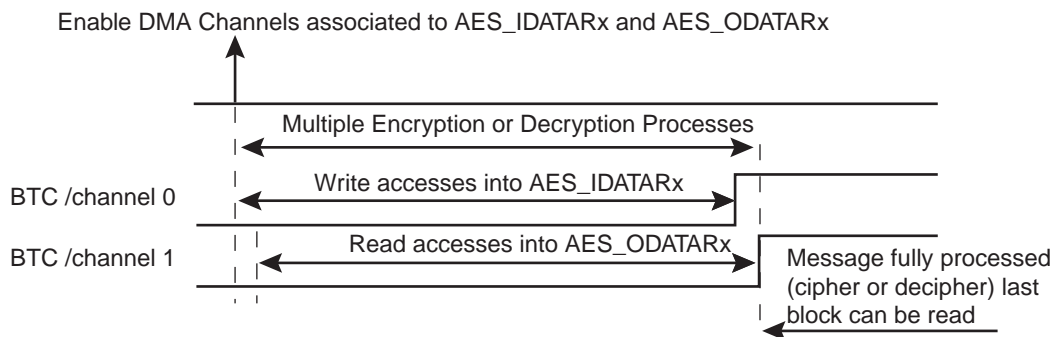 Enable DMA Channels associated to AES_IDATARx and AES_ODATARx
Multiple Encryption or Decryption Processes
BTC /channel 0
Write accesses into AES_IDATARx
BTC /channel 1
Read accesses into AES_ODATARx
Message fully processed
(cipher or decipher) last
block can be read